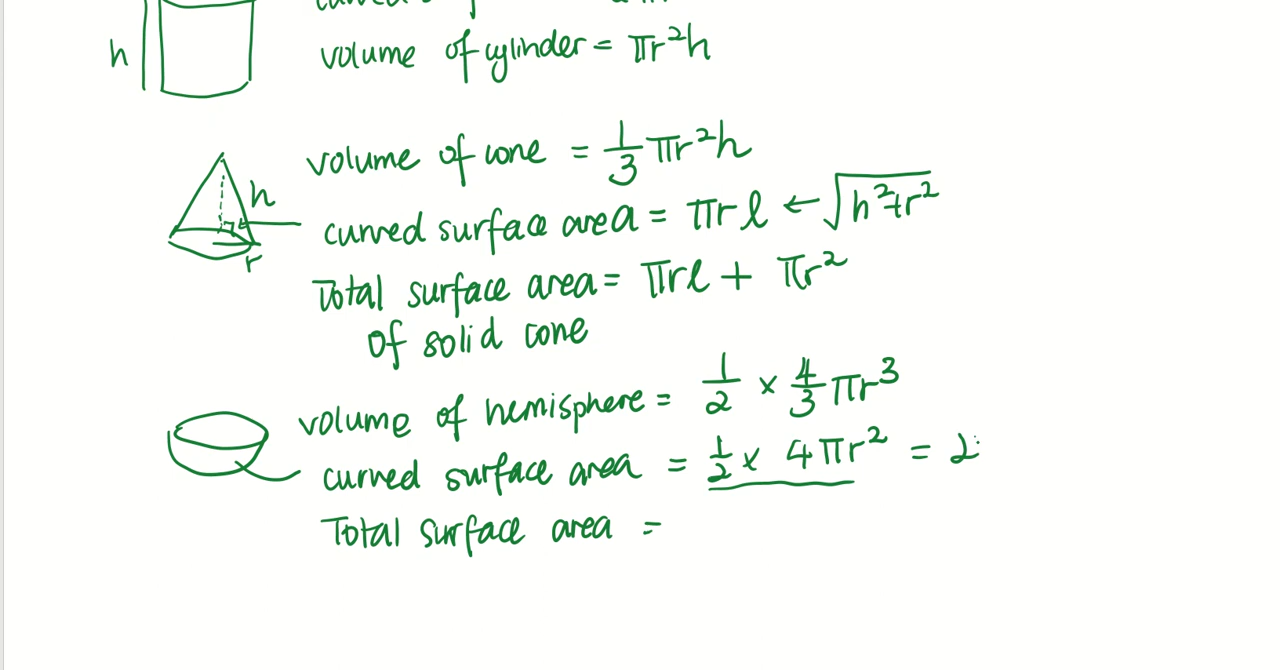 h
volume of cylinder = πr²h
volume of cone = 1/3 πr²h
h
curved surface area = πrl ← √h²+r²
r
Total surface area = πrl + πr²
of solid cone
volume of hemisphere = 1/2 × 4/3 πr³
curved surface area = 1/2 × 4πr² = 2
Total surface area =